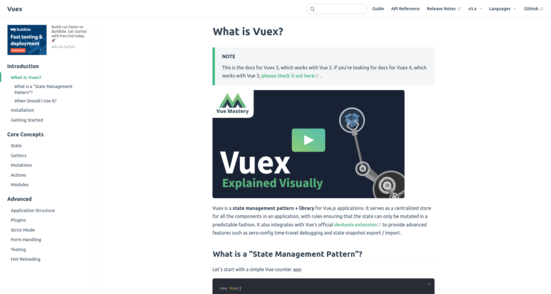 Vuex
Guide
API Reference
Release Notes
v3.x
Languages
GitHub
Buildkite
Fast testing &
deployment
Builds run faster on
Buildkite. Get started
with free trial today.
ads via Carbon
Introduction
What is Vuex?
What is a "State Management
Pattern"?
When Should I Use It?
Installation
Getting Started
Core Concepts
State
Getters
Mutations
Actions
Modules
Advanced
Application Structure
Plugins
Strict Mode
Form Handling
Testing
Hot Reloading
What is Vuex?
NOTE
This is the docs for Vuex 3, which works with Vue 2. If you're looking for docs for Vuex 4, which
works with Vue 3, please check it out here .
Vue Mastery
Vuex
Explained Visually
Vuex is a state management pattern + library for Vue.js applications. It serves as a centralized store
for all the components in an application, with rules ensuring that the state can only be mutated in a
predictable fashion. It also integrates with Vue's official devtools extension to provide advanced
features such as zero-config time-travel debugging and state snapshot export / import.
What is a "State Management Pattern"?
Let's start with a simple Vue counter app:
new Vue({